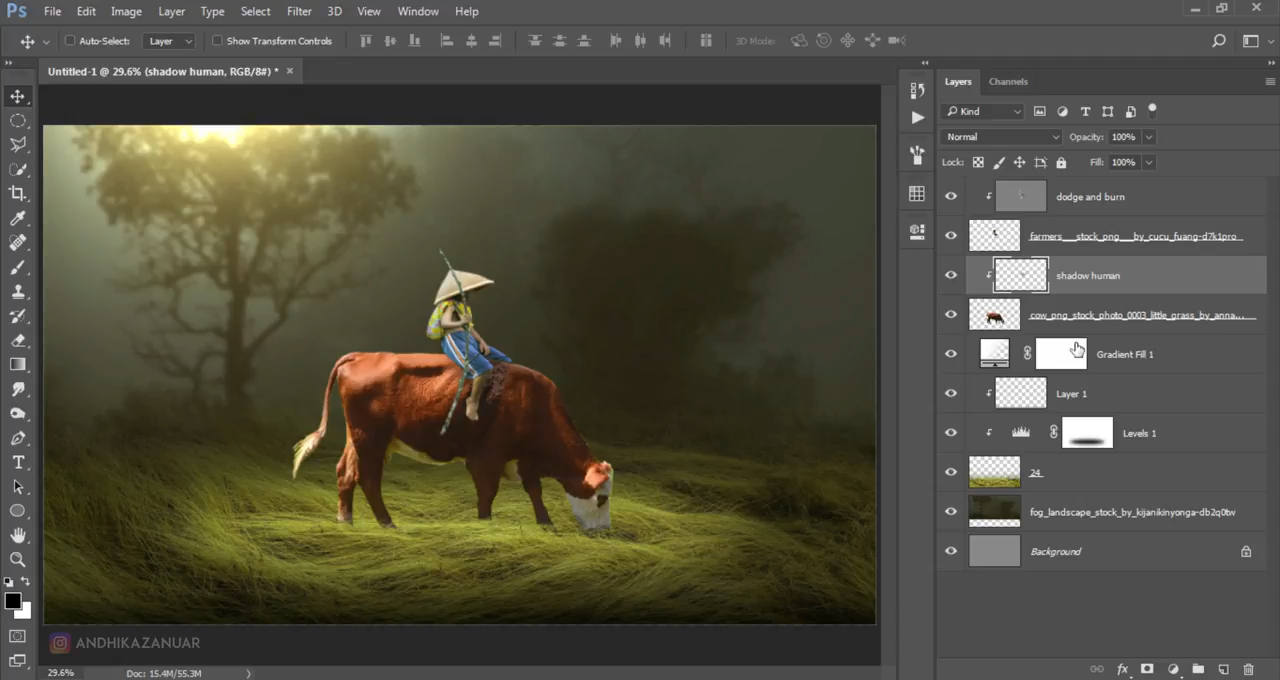 Ps File Edit Image Layer Type Select Filter 3D View Window Help
Auto-Select: Layer Show Transform Controls 3D Mode:
Untitled-1 @ 29.6% (shadow human, RGB/8#) *
Layers Channels
Kind
Normal Opacity: 100%
Lock: Fill: 100%
dodge and burn
farmers___stock_png___by_cucu_fuang-d7k1pro
shadow human
cow_png_stock_photo_0003_little_grass_by_anna...
Gradient Fill 1
Layer 1
Levels 1
24
fog_landscape_stock_by_kijanikinyonga-db2q0tw
Background
ANDHIKAZANUAR
29.6% Doc: 15.4M/55.3M